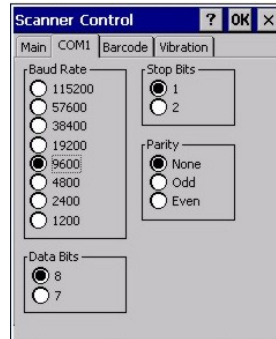 Scanner Control ? OK ×
Main COM1 Barcode Vibration
Baud Rate
115200
57600
38400
19200
9600
4800
2400
1200
Stop Bits
1
2
Parity
None
Odd
Even
Data Bits
8
7